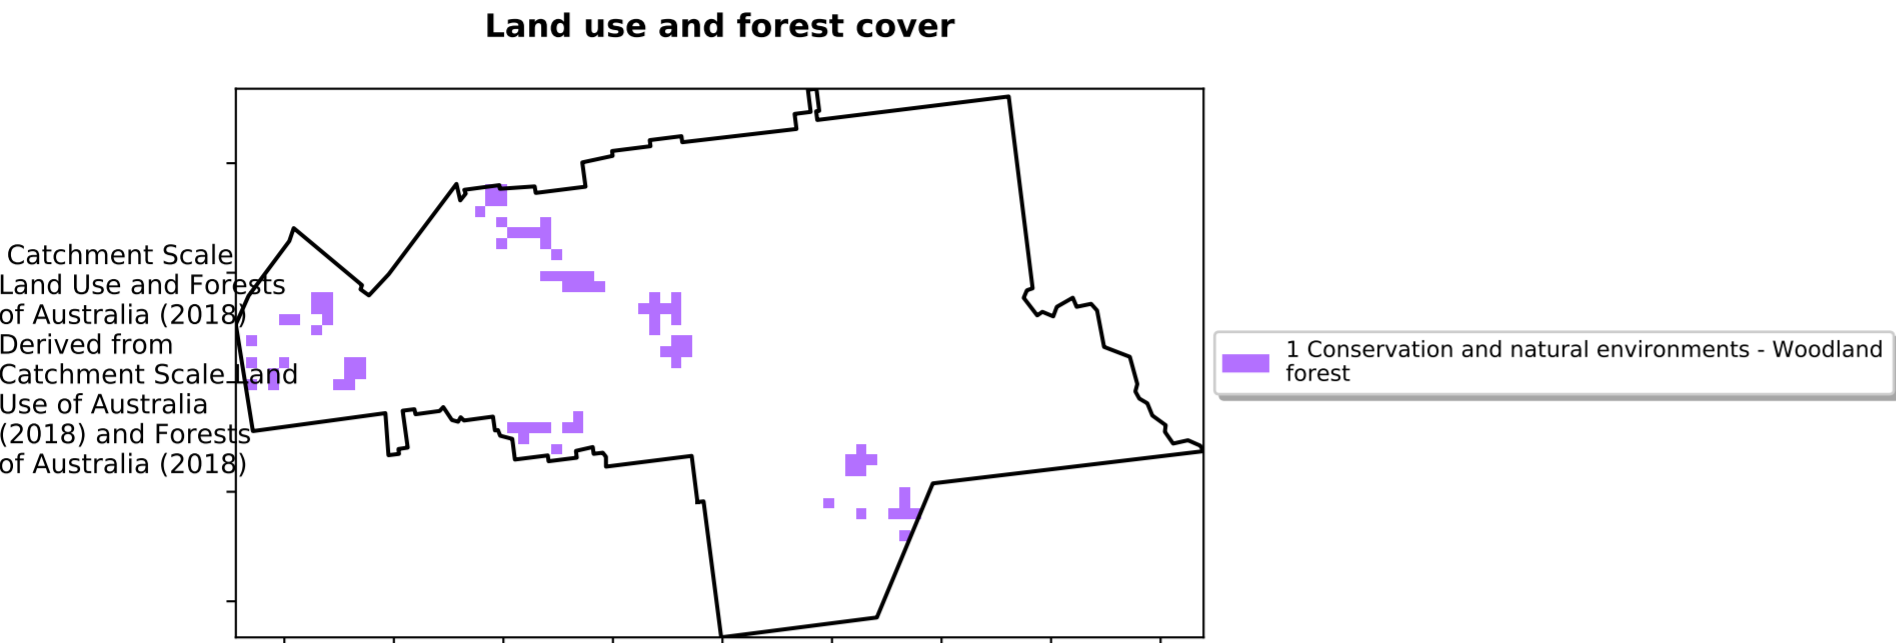 Land use and forest cover
Catchment Scale
Land Use and Forests
of Australia (2018)
Derived from
Catchment Scale Land
Use of Australia
(2018) and Forests
of Australia (2018)
1 Conservation and natural environments - Woodland
forest